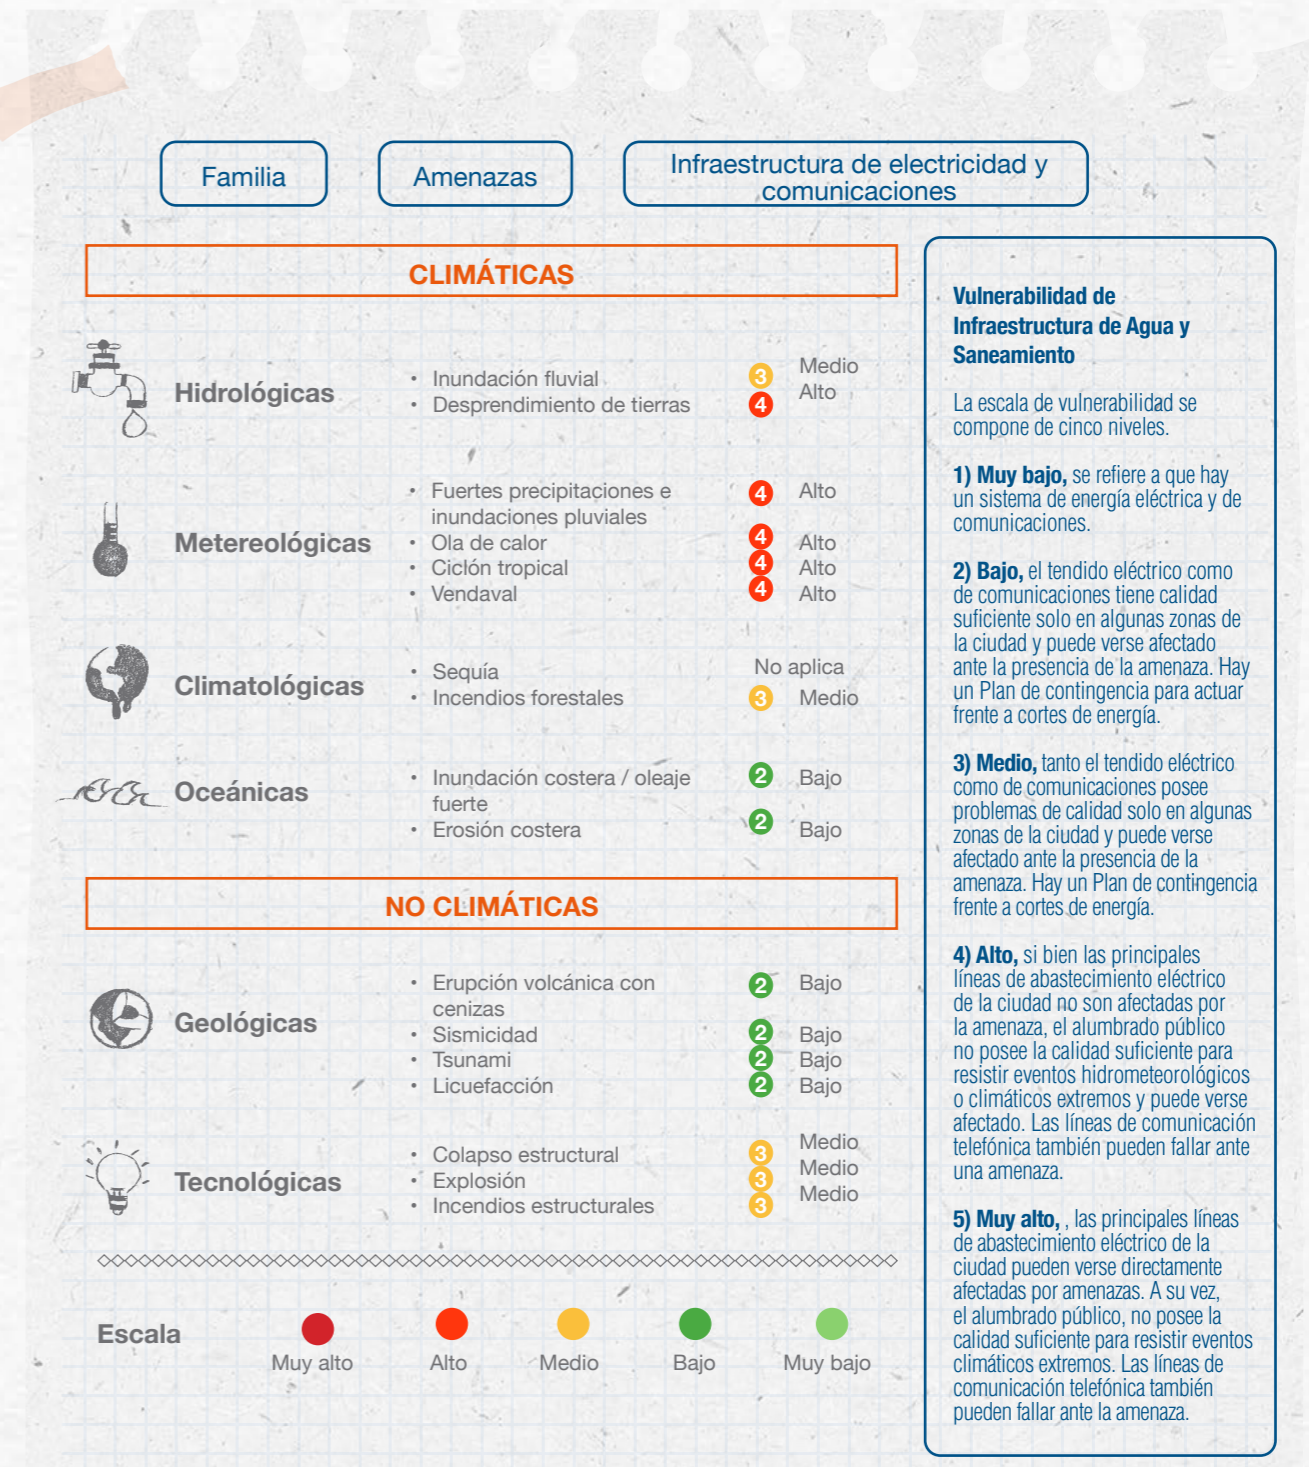 Familia
Amenazas
Infraestructura de electricidad y
comunicaciones
CLIMÁTICAS
Hidrológicas
• Inundación fluvial 3 Medio
• Desprendimiento de tierras 4 Alto
Metereológicas
• Fuertes precipitaciones e 4 Alto
inundaciones pluviales
• Ola de calor 4 Alto
• Ciclón tropical 4 Alto
• Vendaval 4 Alto
Climatológicas
• Sequía No aplica
• Incendios forestales 3 Medio
Oceánicas
• Inundación costera / oleaje 2 Bajo
fuerte
• Erosión costera 2 Bajo
NO CLIMÁTICAS
Geológicas
• Erupción volcánica con 2 Bajo
cenizas
• Sismicidad 2 Bajo
• Tsunami 2 Bajo
• Licuefacción 2 Bajo
Tecnológicas
• Colapso estructural 3 Medio
• Explosión 3 Medio
• Incendios estructurales 3 Medio
Escala
Muy alto
Alto
Medio
Bajo
Muy bajo
Vulnerabilidad de
Infraestructura de Agua y
Saneamiento
La escala de vulnerabilidad se
compone de cinco niveles.
1) Muy bajo, se refiere a que hay
un sistema de energía eléctrica y de
comunicaciones.
2) Bajo, el tendido eléctrico como
de comunicaciones tiene calidad
suficiente solo en algunas zonas de
la ciudad y puede verse afectado
ante la presencia de la amenaza. Hay
un Plan de contingencia para actuar
frente a cortes de energía.
3) Medio, tanto el tendido eléctrico
como de comunicaciones posee
problemas de calidad solo en algunas
zonas de la ciudad y puede verse
afectado ante la presencia de la
amenaza. Hay un Plan de contingencia
frente a cortes de energía.
4) Alto, si bien las principales
líneas de abastecimiento eléctrico
de la ciudad no son afectadas por
la amenaza, el alumbrado público
no posee la calidad suficiente para
resistir eventos hidrometeorológicos
o climáticos extremos y puede verse
afectado. Las líneas de comunicación
telefónica también pueden fallar ante
una amenaza.
5) Muy alto, , las principales líneas
de abastecimiento eléctrico de la
ciudad pueden verse directamente
afectadas por amenazas. A su vez,
el alumbrado público, no posee la
calidad suficiente para resistir eventos
climáticos extremos. Las líneas de
comunicación telefónica también
pueden fallar ante la amenaza.